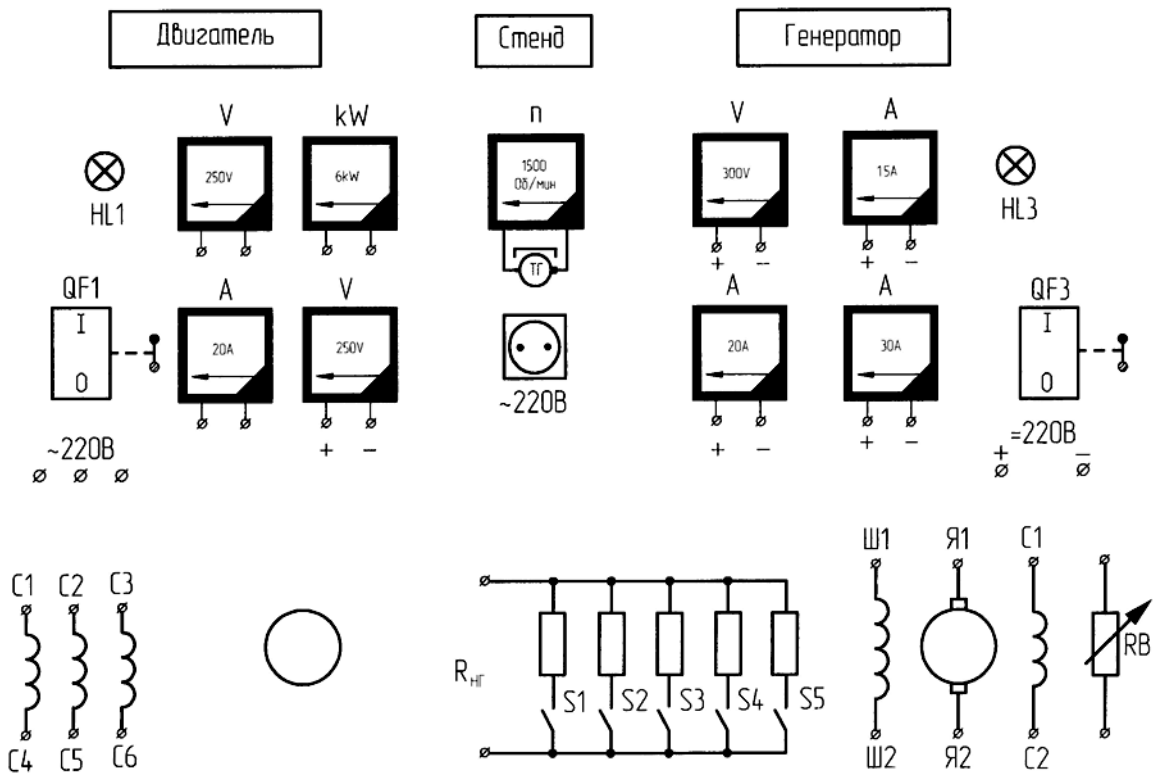 Двигатель Стенд Генератор
V kW n V A
250V 6kW 1500 Об/мин 300V 15A
HL1 HL3
+ - + -
ТГ
QF1 A V A A QF3
I I
20A 250V 20A 30A
O O
~220В
~220В + - + - + - + =220В -
Ш1 Я1 С1
С1 С2 С3
RB
Rнг S1 S2 S3 S4 S5
С4 С5 С6 Ш2 Я2 С2